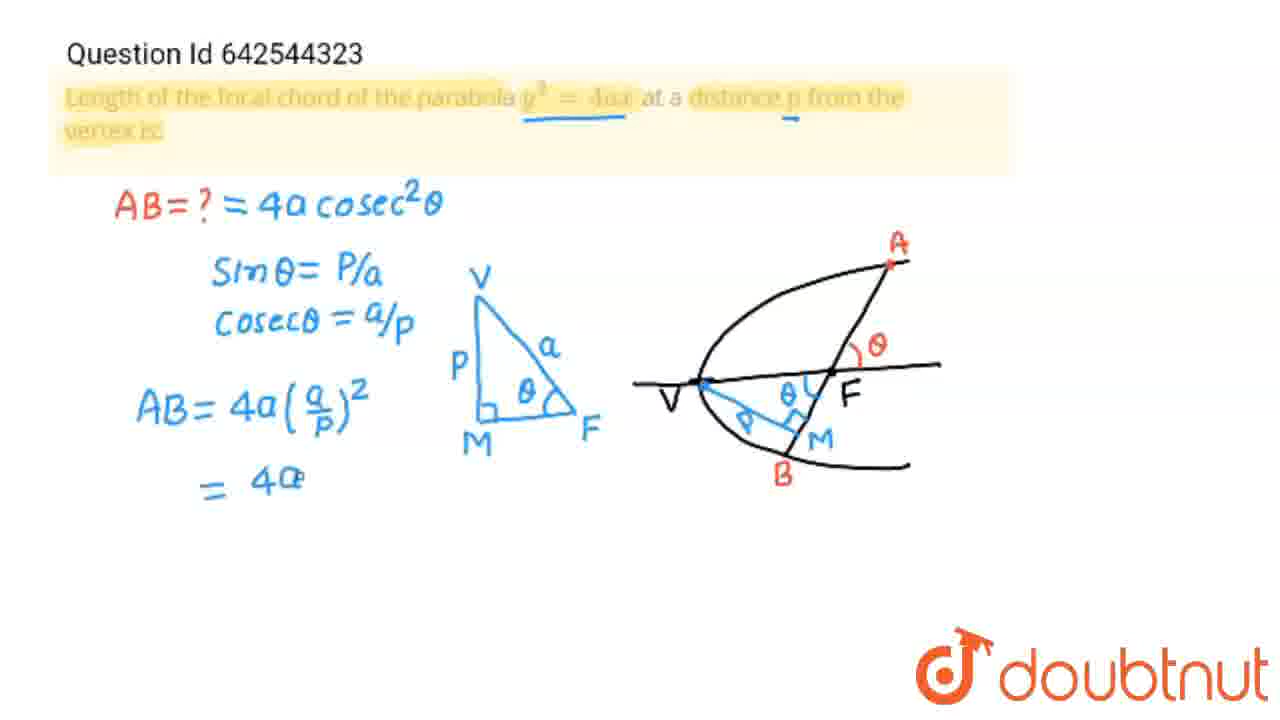 Question Id 642544323
Length of the focal chord of the parabola y² = 4ax at a distance p from the
vertex is:
AB = ? = 4a cosec²θ
sinθ = P/a
cosecθ = a/p
AB = 4a(a/p)²
= 4a
V
P
a
θ
M
F
A
θ
V
θ
F
P
M
B
doubtnut